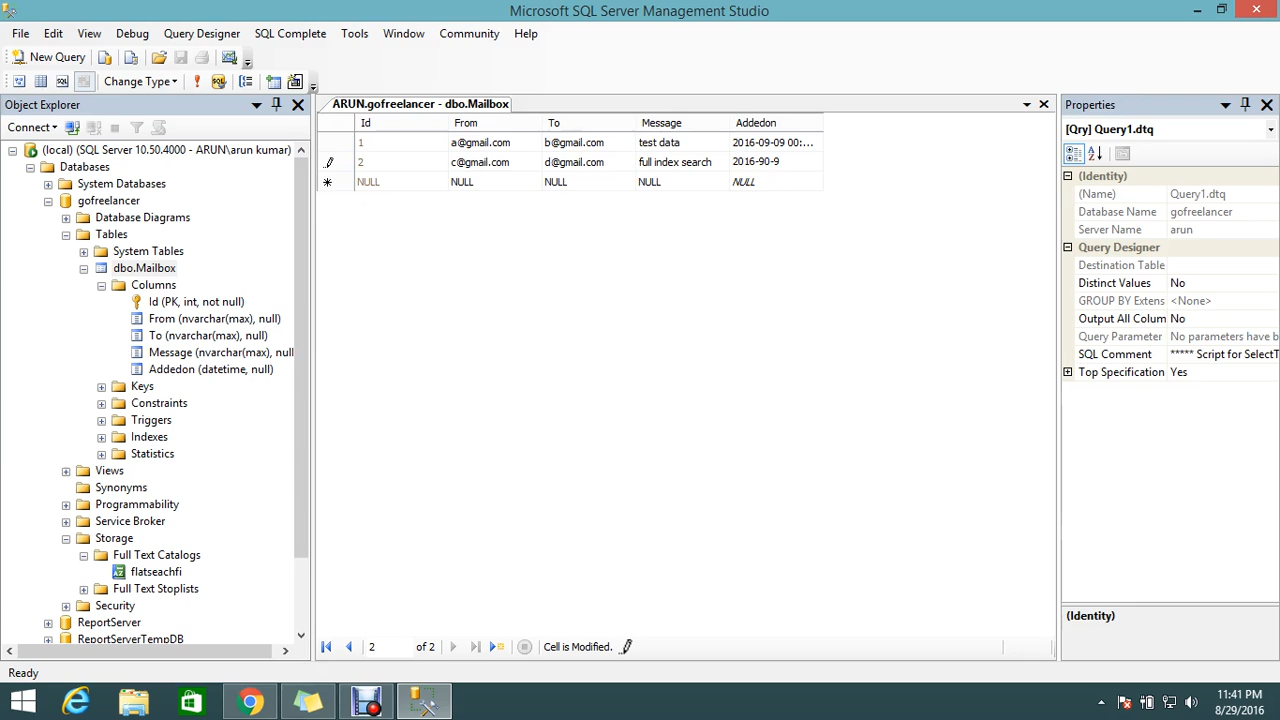 Microsoft SQL Server Management Studio
File Edit View Debug Query Designer SQL Complete Tools Window Community Help
New Query
SQL Change Type SQL
Object Explorer
ARUN.gofreelancer - dbo.Mailbox
Properties
Connect
(local) (SQL Server 10.50.4000 - ARUN\arun kumar)
Databases
System Databases
gofreelancer
Database Diagrams
Tables
System Tables
dbo.Mailbox
Columns
Id (PK, int, not null)
From (nvarchar(max), null)
To (nvarchar(max), null)
Message (nvarchar(max), null
Addedon (datetime, null)
Keys
Constraints
Triggers
Indexes
Statistics
Views
Synonyms
Programmability
Service Broker
Storage
Full Text Catalogs
flatseachfi
Full Text Stoplists
Security
ReportServer
ReportServerTempDB
Id From To Message Addedon
1 a@gmail.com b@gmail.com test data 2016-09-09 00:...
2 c@gmail.com d@gmail.com full index search 2016-90-9
NULL NULL NULL NULL NULL
2 of 2 Cell is Modified.
[Qry] Query1.dtq
(Identity)
(Name) Query1.dtq
Database Name gofreelancer
Server Name arun
Query Designer
Destination Table
Distinct Values No
GROUP BY Extens <None>
Output All Colum No
Query Parameter No parameters have b
SQL Comment ***** Script for SelectT
Top Specification Yes
(Identity)
Ready
11:41 PM
8/29/2016